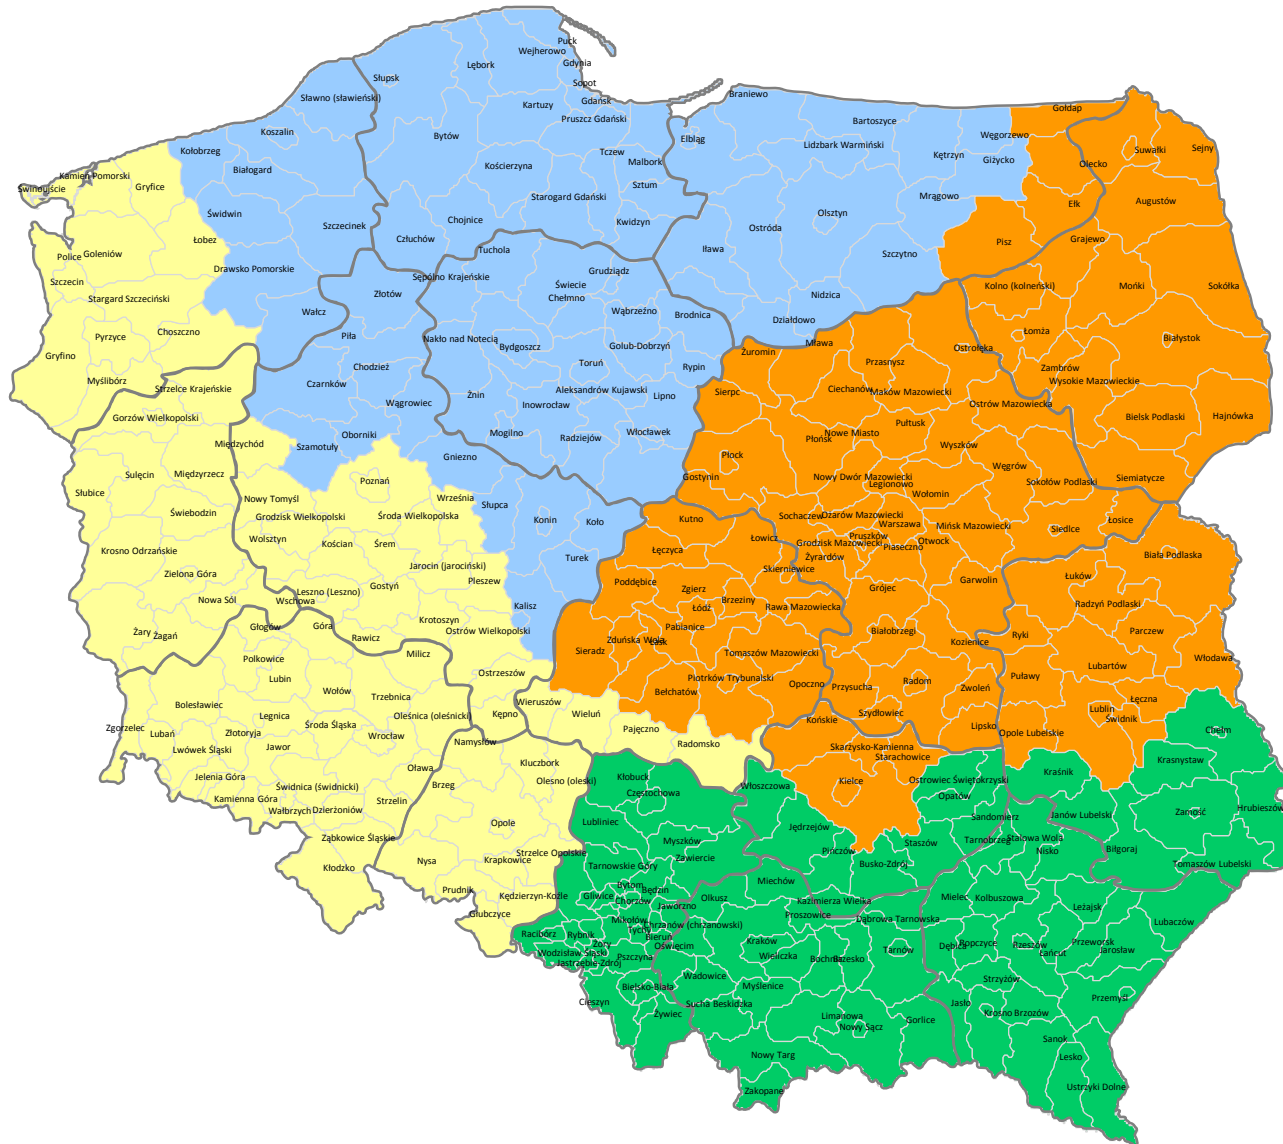 Puck
Wejherowo
Gdynia
Lębork
Słupsk
Sopot
Sławno (sławieński)
Kartuzy
Gdańsk
Braniewo
Gołdap
Pruszcz Gdański
Bartoszyce
Koszalin
Bytów
Elbląg
Węgorzewo
Lidzbark Warmiński
Suwałki
Sejny
Kołobrzeg
Tczew
Kętrzyn
Giżycko
Olecko
Białogard
Kościerzyna
Malbork
Kamień Pomorski
Gryfice
Świnoujście
Sztum
Mrągowo
Starogard Gdański
Augustów
Ełk
Świdwin
Chojnice
Kwidzyn
Olsztyn
Szczecinek
Ostróda
Łobez
Człuchów
Pisz
Grajewo
Police
Goleniów
Tuchola
Iława
Szczytno
Drawsko Pomorskie
Sępólno Krajeńskie
Grudziądz
Szczecin
Świecie
Kolno (kolneński)
Mońki
Sokółka
Złotów
Chełmno
Nidzica
Stargard Szczeciński
Wałcz
Wąbrzeźno
Brodnica
Działdowo
Choszczno
Pyrzyce
Piła
Nakło nad Notecią
Łomża
Białystok
Bydgoszcz
Golub-Dobrzyń
Mława
Ostrołęka
Gryfino
Żuromin
Chodzież
Toruń
Rypin
Przasnysz
Zambrów
Myślibórz
Strzelce Krajeńskie
Czarnków
Wysokie Mazowieckie
Żnin
Aleksandrów Kujawski
Lipno
Sierpc
Ciechanów
Maków Mazowiecki
Wągrowiec
Inowrocław
Ostrów Mazowiecka
Gorzów Wielkopolski
Bielsk Podlaski
Hajnówka
Pułtusk
Mogilno
Radziejów
Włocławek
Nowe Miasto
Płońsk
Oborniki
Międzychód
Szamotuły
Wyszków
Gniezno
Płock
Sulęcin
Międzyrzecz
Węgrów
Gostynin
Nowy Dwór Mazowiecki
Siemiatycze
Poznań
Legionowo
Sokołów Podlaski
Słubice
Nowy Tomyśl
Września
Wołomin
Słupca
Świebodzin
Grodzisk Wielkopolski
Środa Wielkopolska
Konin
Koło
Kutno
Sochaczew
Ożarów Mazowiecki
Łosice
Warszawa
Mińsk Mazowiecki
Siedlce
Wolsztyn
Kościan
Śrem
Łowicz
Pruszków
Grodzisk Mazowiecki
Piaseczno
Otwock
Krosno Odrzańskie
Łęczyca
Biała Podlaska
Turek
Żyrardów
Jarocin (jarociński)
Skierniewice
Zielona Góra
Łuków
Pleszew
Poddębice
Garwolin
Gostyń
Zgierz
Grójec
Leszno (Leszno)
Nowa Sól
Wschowa
Brzeziny
Radzyń Podlaski
Kalisz
Łódź
Rawa Mazowiecka
Krotoszyn
Głogów
Góra
Pabianice
Żary
Żagań
Ostrów Wielkopolski
Białobrzegi
Parczew
Rawicz
Zduńska Wola
Łask
Kozienice
Ryki
Sieradz
Milicz
Tomaszów Mazowiecki
Polkowice
Włodawa
Lubartów
Ostrzeszów
Piotrków Trybunalski
Puławy
Lubin
Radom
Opoczno
Przysucha
Zwoleń
Bełchatów
Wołów
Trzebnica
Wieruszów
Łęczna
Bolesławiec
Kępno
Wieluń
Lublin
Szydłowiec
Legnica
Oleśnica (oleśnicki)
Końskie
Świdnik
Środa Śląska
Zgorzelec
Lipsko
Lubań
Złotoryja
Pajęczno
Opole Lubelskie
Chełm
Wrocław
Namysłów
Radomsko
Lwówek Śląski
Jawor
Skarżysko-Kamienna
Starachowice
Krasnystaw
Kluczbork
Oława
Jelenia Góra
Olesno (oleski)
Kłobuck
Ostrowiec Świętokrzyski
Kraśnik
Kielce
Świdnica (świdnicki)
Brzeg
Włoszczowa
Częstochowa
Opatów
Kamienna Góra
Strzelin
Wałbrzych
Dzierżoniów
Hrubieszów
Zamość
Sandomierz
Janów Lubelski
Opole
Lubliniec
Jędrzejów
Ząbkowice Śląskie
Myszków
Staszów
Tarnobrzeg
Stalowa Wola
Biłgoraj
Nisko
Strzelce Opolskie
Pińczów
Nysa
Krapkowice
Zawiercie
Busko-Zdrój
Tomaszów Lubelski
Tarnowskie Góry
Kłodzko
Miechów
Bytom
Prudnik
Będzin
Kędzierzyn-Koźle
Gliwice
Olkusz
Mielec
Kolbuszowa
Chorzów
Kazimierza Wielka
Jaworzno
Leżajsk
Głubczyce
Proszowice
Dąbrowa Tarnowska
Mikołów
Chrzanów (chrzanowski)
Lubaczów
Tychy
Racibórz
Rybnik
Bieruń
Kraków
Przeworsk
Żory
Oświęcim
Dębica
Ropczyce
Rzeszów
Tarnów
Jarosław
Wodzisław Śląski
Wieliczka
Łańcut
Pszczyna
Bochnia
Brzesko
Jastrzębie-Zdrój
Wadowice
Strzyżów
Bielsko-Biała
Myślenice
Przemyśl
Cieszyn
Sucha Beskidzka
Jasło
Żywiec
Limanowa
Krosno
Brzozów
Gorlice
Nowy Sącz
Sanok
Nowy Targ
Lesko
Zakopane
Ustrzyki Dolne